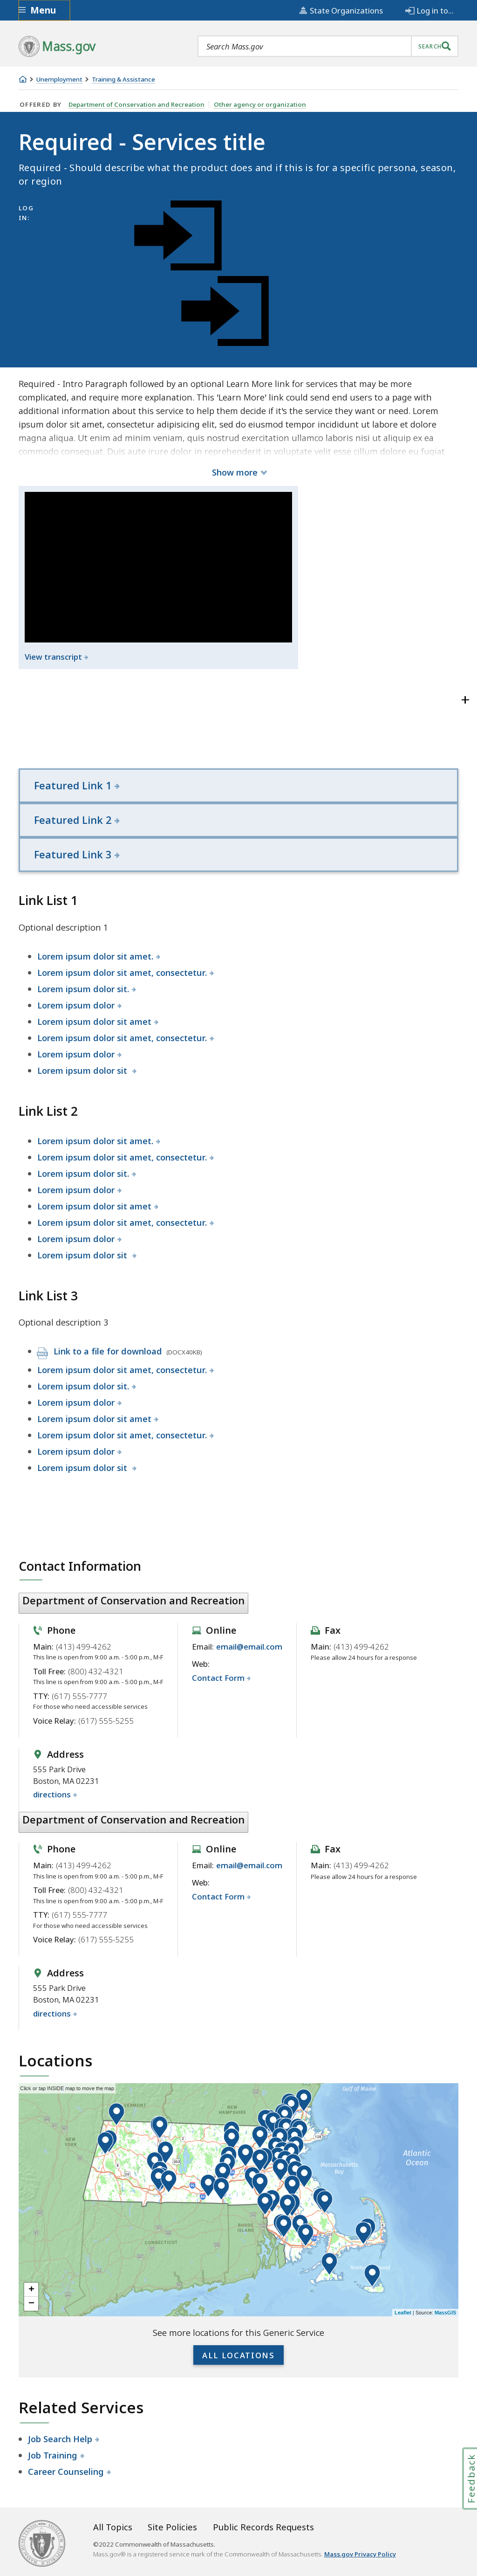 Menu
State Organizations
Log in to...
Mass.gov
Search Mass.gov
SEARCH
Unemployment
Training & Assistance
OFFERED BY Department of Conservation and Recreation Other agency or organization
Required - Services title
Required - Should describe what the product does and if this is for a specific persona, season,
or region
LOG
IN:
Required - Intro Paragraph followed by an optional Learn More link for services that may be more
complicated, and require more explanation. This 'Learn More' link could send end users to a page with
additional information about this service to help them decide if it's the service they want or need. Lorem
ipsum dolor sit amet, consectetur adipisicing elit, sed do eiusmod tempor incididunt ut labore et dolore
magna aliqua. Ut enim ad minim veniam, quis nostrud exercitation ullamco laboris nisi ut aliquip ex ea
commodo consequat. Duis aute irure dolor in reprehenderit in voluptate velit esse cillum dolore eu fugiat
Show more
View transcript
Featured Link 1
Featured Link 2
Featured Link 3
Link List 1
Optional description 1
Lorem ipsum dolor sit amet.
Lorem ipsum dolor sit amet, consectetur.
Lorem ipsum dolor sit.
Lorem ipsum dolor
Lorem ipsum dolor sit amet
Lorem ipsum dolor sit amet, consectetur.
Lorem ipsum dolor
Lorem ipsum dolor sit
Link List 2
Lorem ipsum dolor sit amet.
Lorem ipsum dolor sit amet, consectetur.
Lorem ipsum dolor sit.
Lorem ipsum dolor
Lorem ipsum dolor sit amet
Lorem ipsum dolor sit amet, consectetur.
Lorem ipsum dolor
Lorem ipsum dolor sit
Link List 3
Optional description 3
Link to a file for download (DOCX40KB)
Lorem ipsum dolor sit amet, consectetur.
Lorem ipsum dolor sit.
Lorem ipsum dolor
Lorem ipsum dolor sit amet
Lorem ipsum dolor sit amet, consectetur.
Lorem ipsum dolor
Lorem ipsum dolor sit
Contact Information
Department of Conservation and Recreation
Phone
Main: (413) 499-4262
This line is open from 9:00 a.m. - 5:00 p.m., M-F
Toll Free: (800) 432-4321
This line is open from 9:00 a.m. - 5:00 p.m., M-F
TTY: (617) 555-7777
For those who need accessible services
Voice Relay: (617) 555-5255
Online
Email: email@email.com
Web:
Contact Form
Fax
Main: (413) 499-4262
Please allow 24 hours for a response
Address
555 Park Drive
Boston, MA 02231
directions
Department of Conservation and Recreation
Phone
Main: (413) 499-4262
This line is open from 9:00 a.m. - 5:00 p.m., M-F
Toll Free: (800) 432-4321
This line is open from 9:00 a.m. - 5:00 p.m., M-F
TTY: (617) 555-7777
For those who need accessible services
Voice Relay: (617) 555-5255
Online
Email: email@email.com
Web:
Contact Form
Fax
Main: (413) 499-4262
Please allow 24 hours for a response
Address
555 Park Drive
Boston, MA 02231
directions
Locations
Click or tap INSIDE map to move the map
Gulf of Maine
VERMONT
NEW
HAMPSHIRE
NEW
YORK
Atlantic
Ocean
Massachusetts
Bay
RHODE
ISLAND
CONNECTICUT
+
−
Leaflet | Source: MassGIS
See more locations for this Generic Service
ALL LOCATIONS
Related Services
Job Search Help
Job Training
Career Counseling
Feedback
All Topics
Site Policies
Public Records Requests
©2022 Commonwealth of Massachusetts.
Mass.gov® is a registered service mark of the Commonwealth of Massachusetts. Mass.gov Privacy Policy